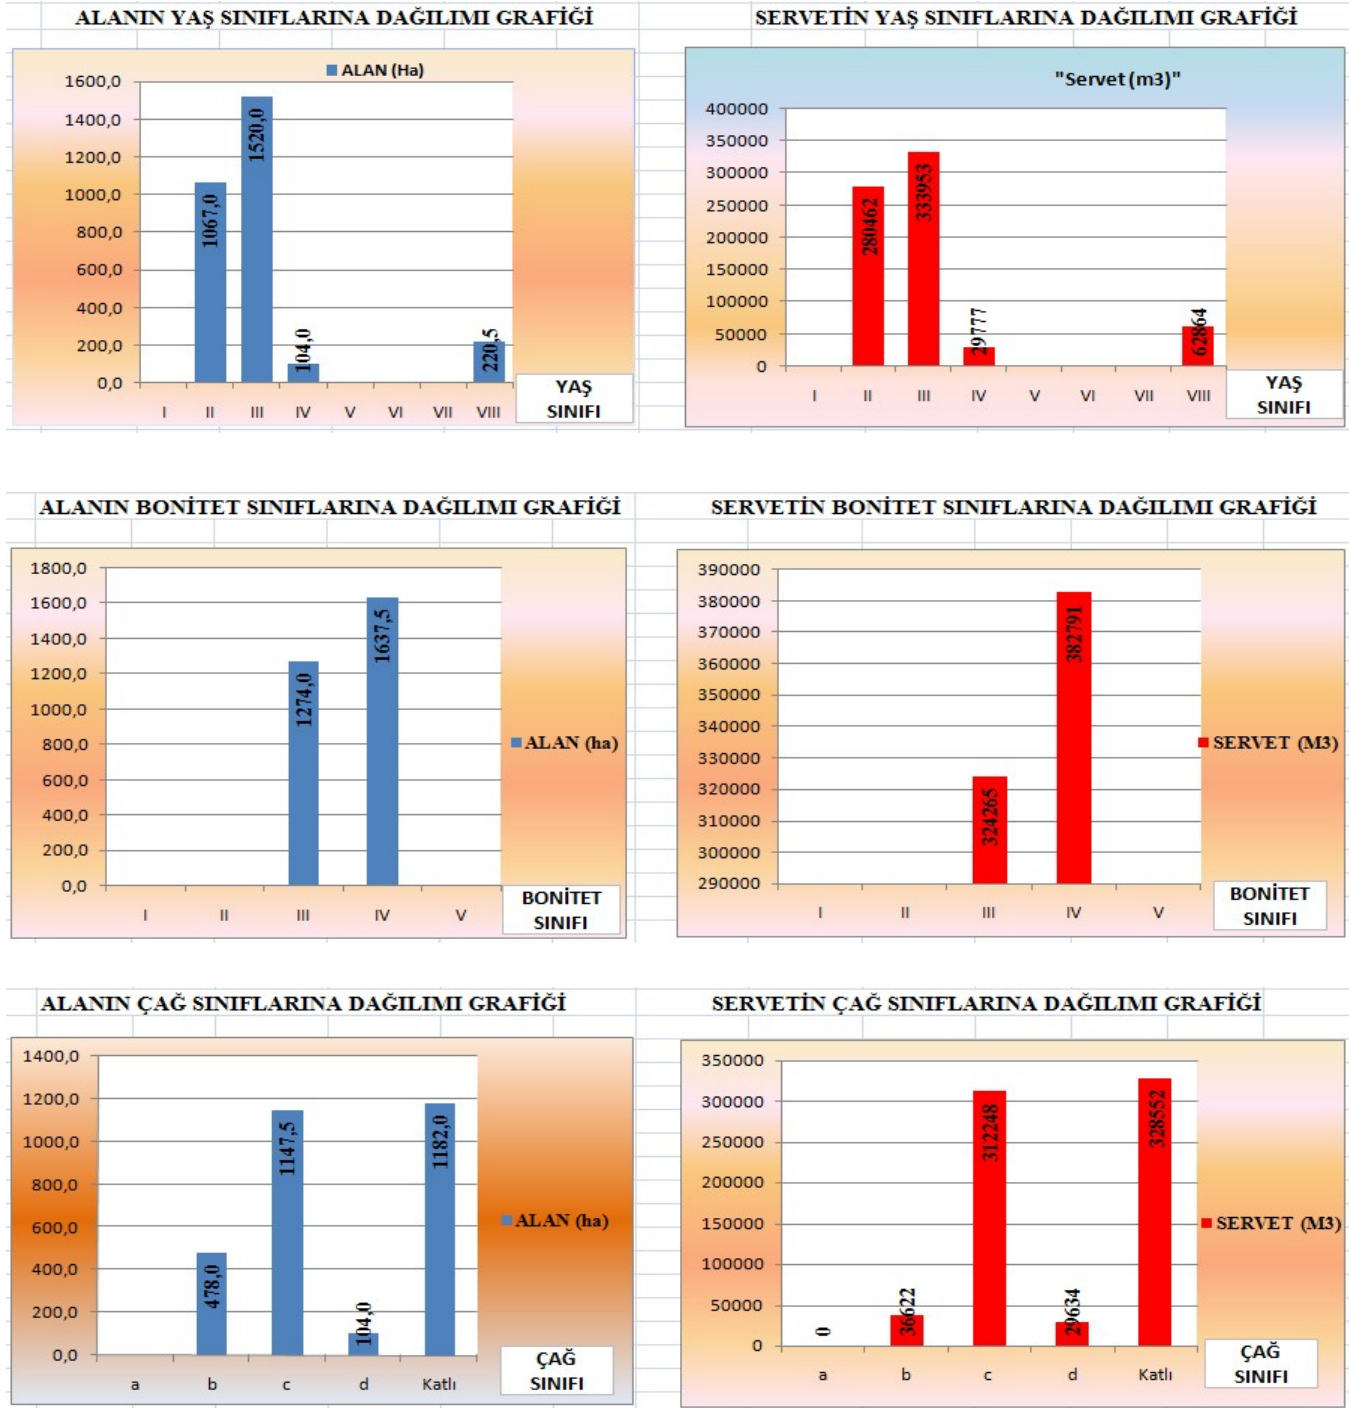 ALANIN YAŞ SINIFLARINA DAĞILIMI GRAFİĞİ
ALAN (Ha)
1600,0
1400,0
1200,0
1000,0
800,0
600,0
400,0
200,0
0,0
1067,0
1520,0
104,0
220,5
I II III IV V VI VII VIII
YAŞ
SINIFI
SERVETİN YAŞ SINIFLARINA DAĞILIMI GRAFİĞİ
"Servet (m3)"
400000
350000
300000
250000
200000
150000
100000
50000
0
280462
333953
29777
62864
I II III IV V VI VII VIII
YAŞ
SINIFI
ALANIN BONİTET SINIFLARINA DAĞILIMI GRAFİĞİ
1800,0
1600,0
1400,0
1200,0
1000,0
800,0
600,0
400,0
200,0
0,0
1274,0
1637,5
ALAN (ha)
I II III IV V
BONİTET
SINIFI
SERVETİN BONİTET SINIFLARINA DAĞILIMI GRAFİĞİ
390000
380000
370000
360000
350000
340000
330000
320000
310000
300000
290000
324265
382791
SERVET (M3)
I II III IV V
BONİTET
SINIFI
ALANIN ÇAĞ SINIFLARINA DAĞILIMI GRAFİĞİ
1400,0
1200,0
1000,0
800,0
600,0
400,0
200,0
0,0
478,0
1147,5
104,0
1182,0
ALAN (ha)
a b c d Katlı
ÇAĞ
SINIFI
SERVETİN ÇAĞ SINIFLARINA DAĞILIMI GRAFİĞİ
350000
300000
250000
200000
150000
100000
50000
0
0
36622
312248
29634
328552
SERVET (M3)
a b c d Katlı
ÇAĞ
SINIFI